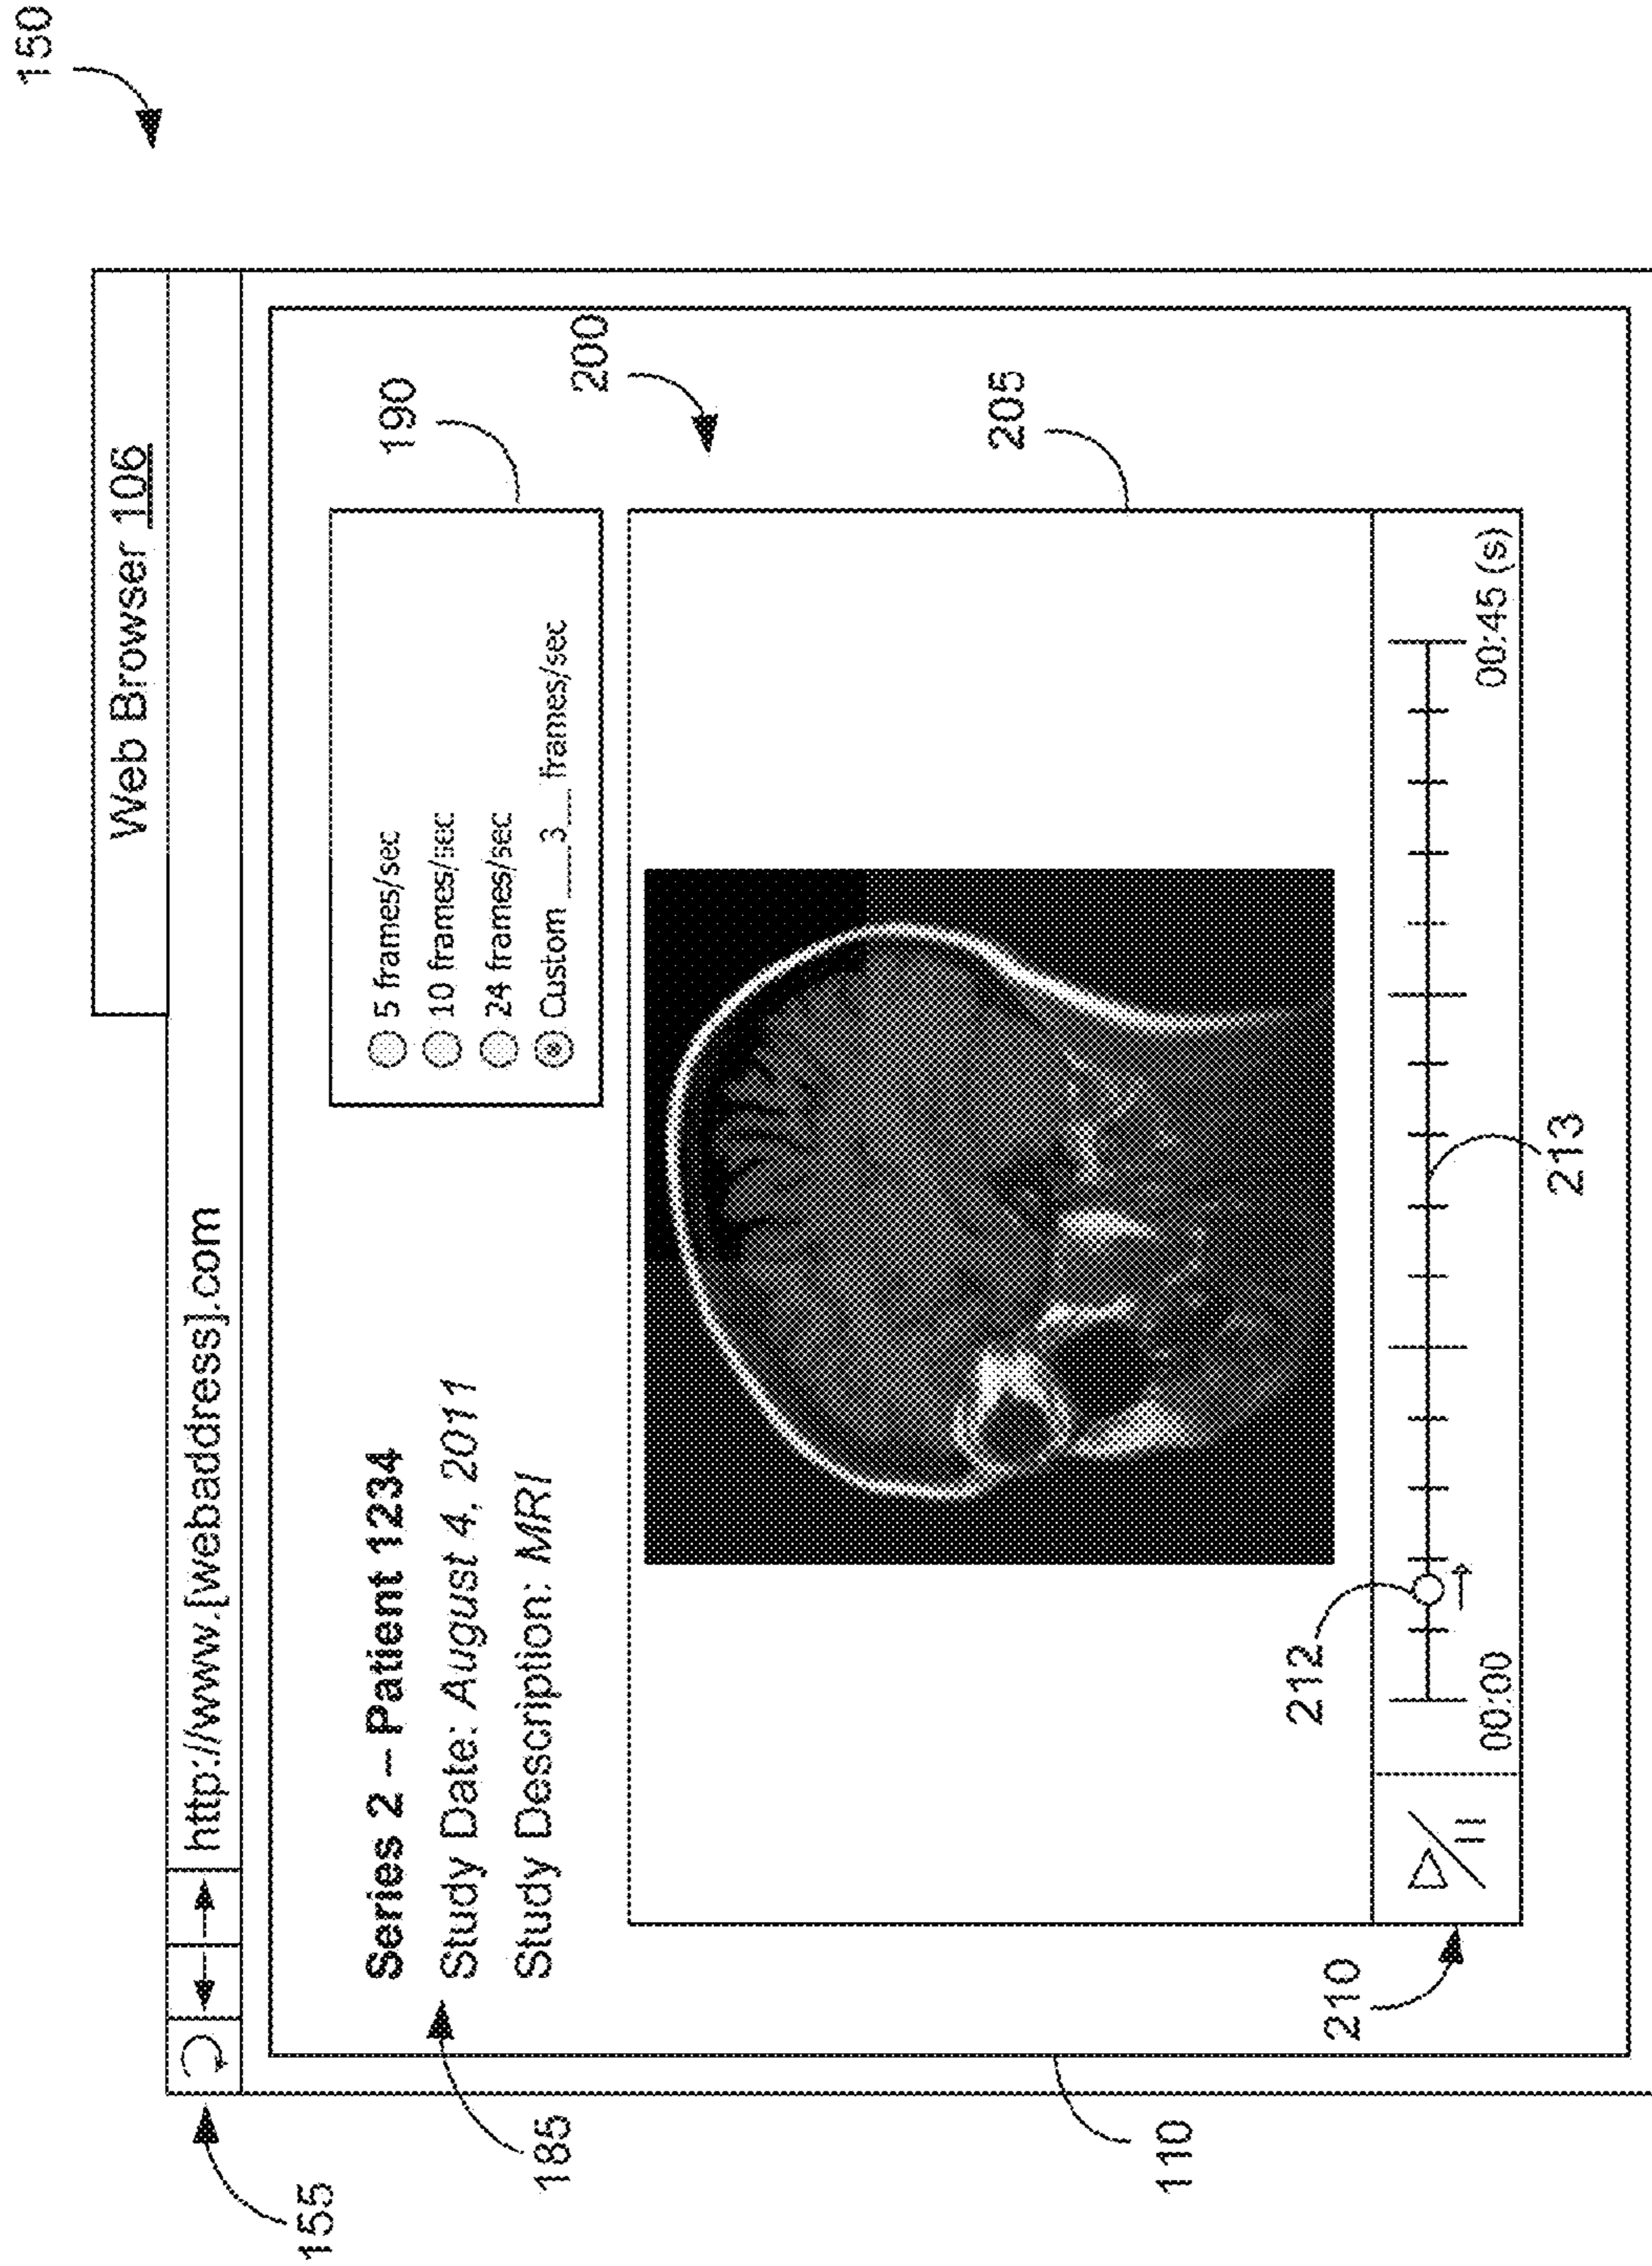 150
Web Browser 106
155
http://www.[webaddress].com
Series 2 – Patient 1234
185
Study Date: August 4, 2011
Study Description: MRI
5 frames/sec
10 frames/sec
24 frames/sec
Custom ___3___ frames/sec
190
200
205
212
210
00:00
00:45 (s)
213
110